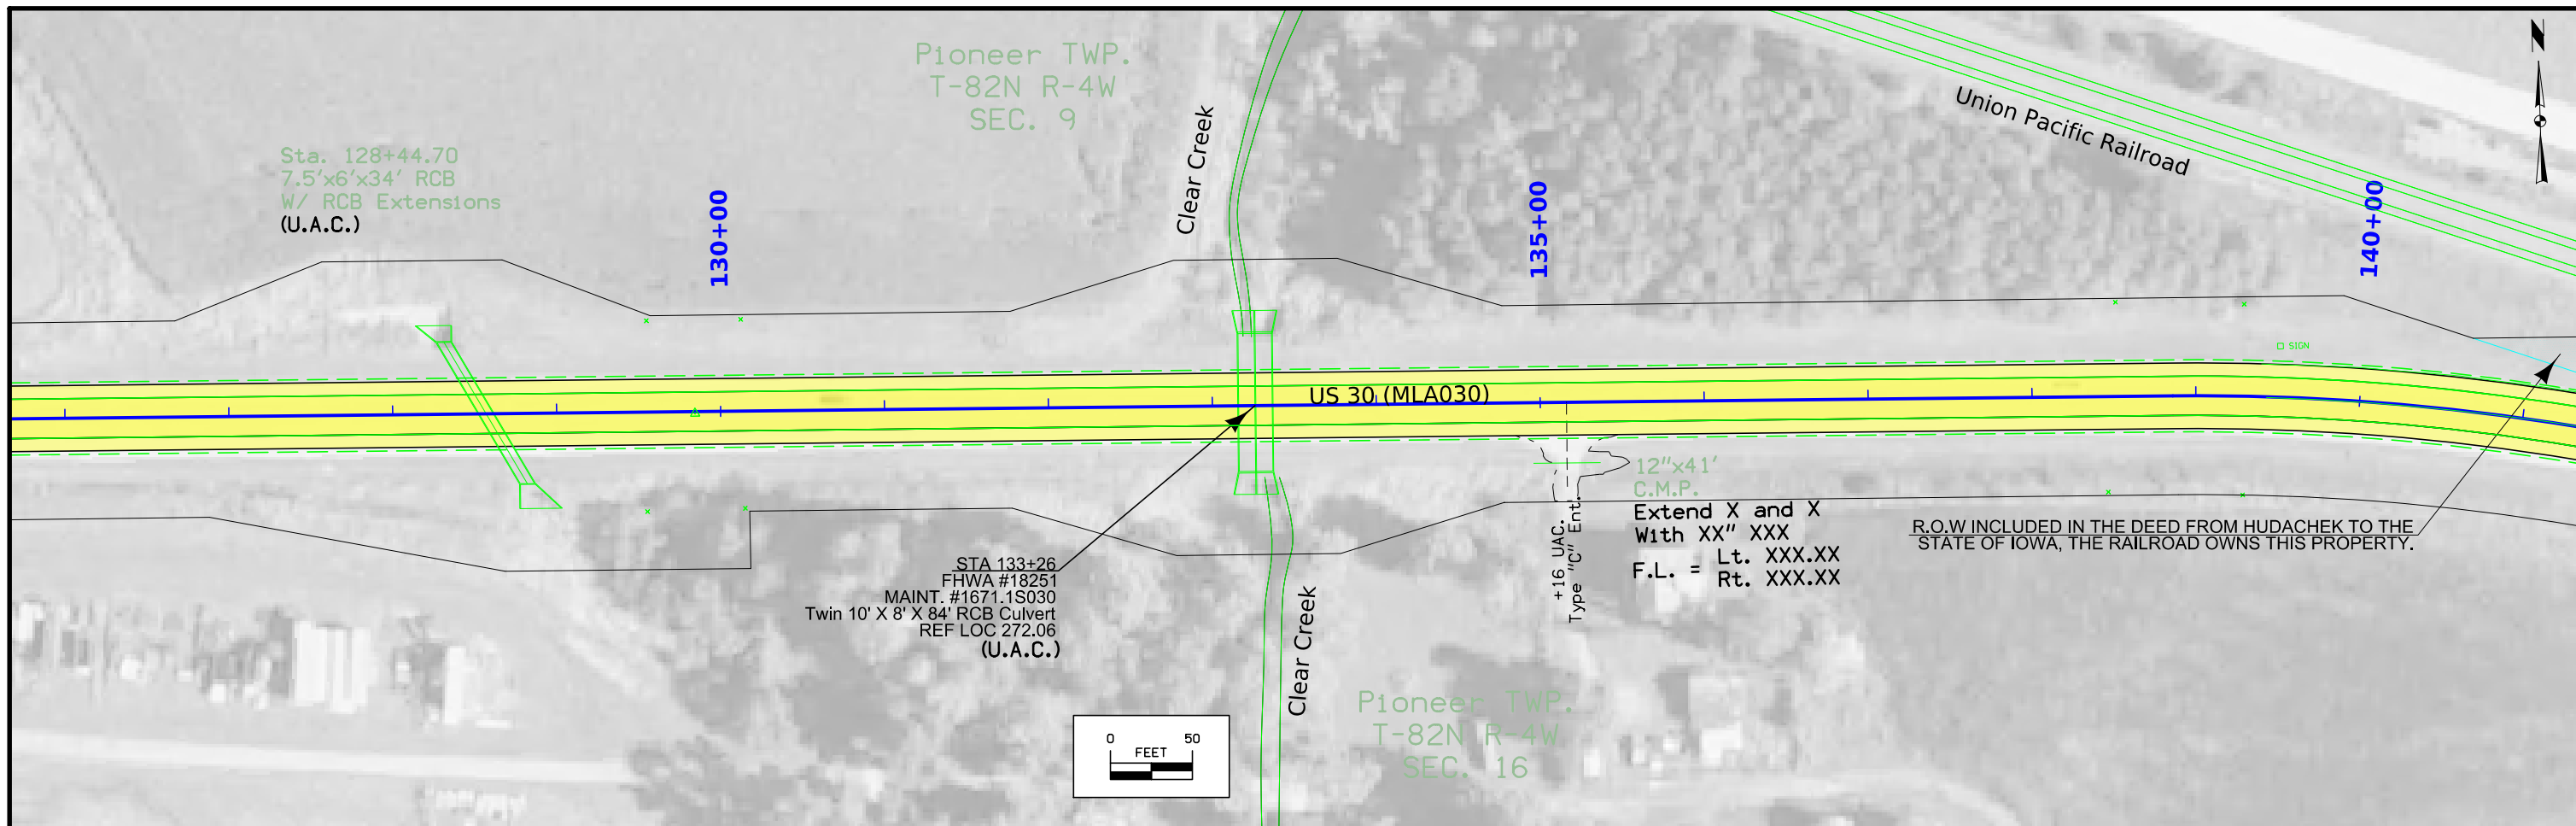 Pioneer TWP.
T-82N R-4W
SEC. 9
Clear Creek
Union Pacific Railroad
N
Sta. 128+44.70
7.5'x6'x34' RCB
W/ RCB Extensions
(U.A.C.)
130+00
135+00
140+00
SIGN
US 30 (MLA030)
12"x41'
C.M.P.
Extend X and X
With XX" XXX
F.L. = Lt. XXX.XX
Rt. XXX.XX
+16 UAC.
Type "C" Ent.
R.O.W INCLUDED IN THE DEED FROM HUDACHEK TO THE
STATE OF IOWA, THE RAILROAD OWNS THIS PROPERTY.
STA 133+26
FHWA #18251
MAINT. #1671.1S030
Twin 10' X 8' X 84' RCB Culvert
REF LOC 272.06
(U.A.C.)
Clear Creek
Pioneer TWP.
T-82N R-4W
SEC. 16
0 50
FEET